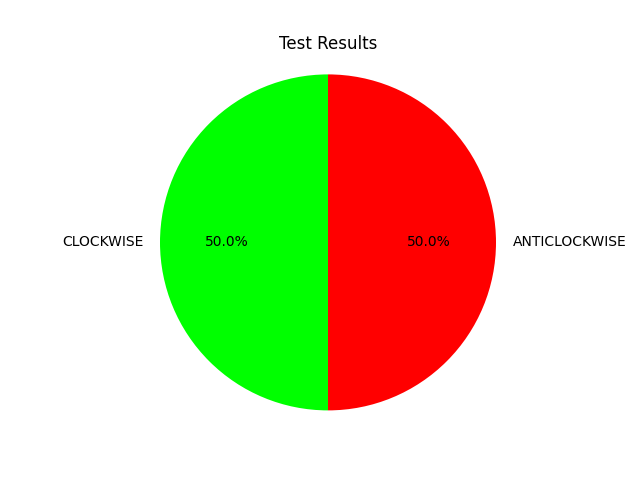 Test Results
CLOCKWISE
50.0%
50.0%
ANTICLOCKWISE